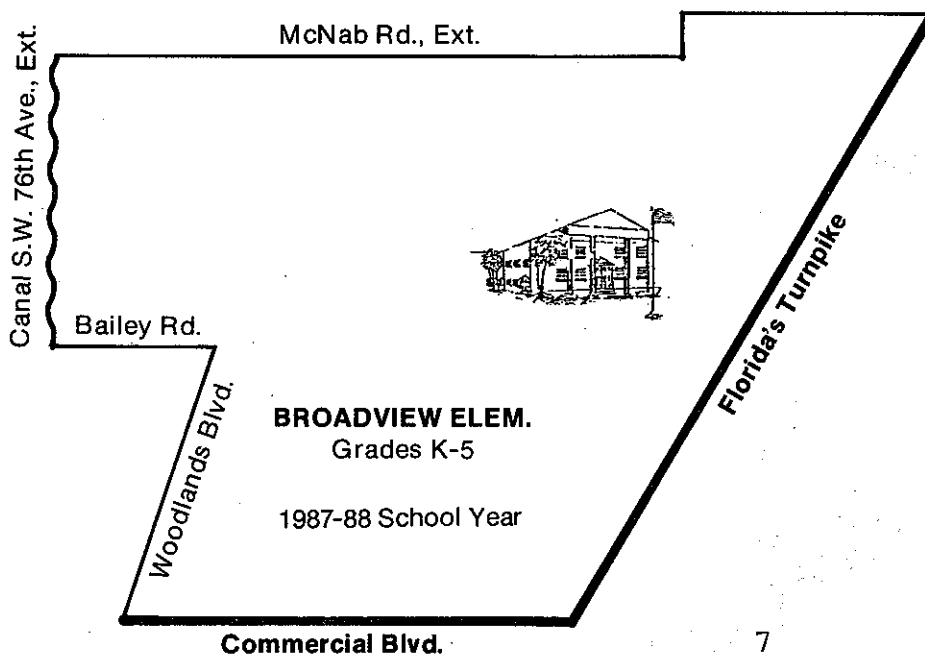 McNab Rd., Ext.
Canal S.W. 76th Ave., Ext.
Bailey Rd.
Woodlands Blvd.
Florida's Turnpike
BROADVIEW ELEM.
Grades K-5
1987-88 School Year
Commercial Blvd.
7